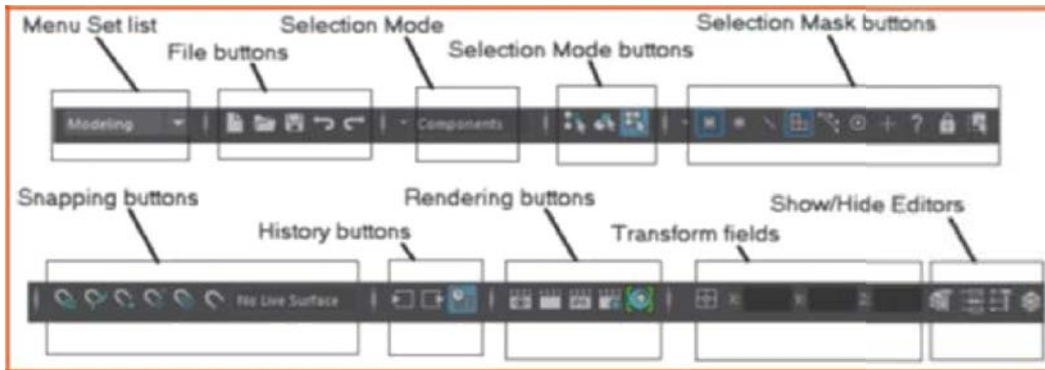 Menu Set list
File buttons
Selection Mode
Selection Mode buttons
Selection Mask buttons
Modeling
Components
?
Snapping buttons
History buttons
Rendering buttons
Transform fields
Show/Hide Editors
No Live Surface
X:
Y:
Z: